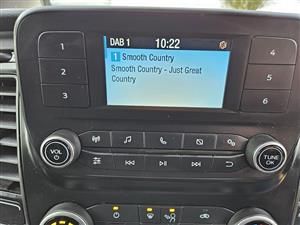 DAB 1 10:22
1 Smooth Country
Smooth Country - Just Great
Country
1 4
2 5
3 6
VOL
TUNE
OK